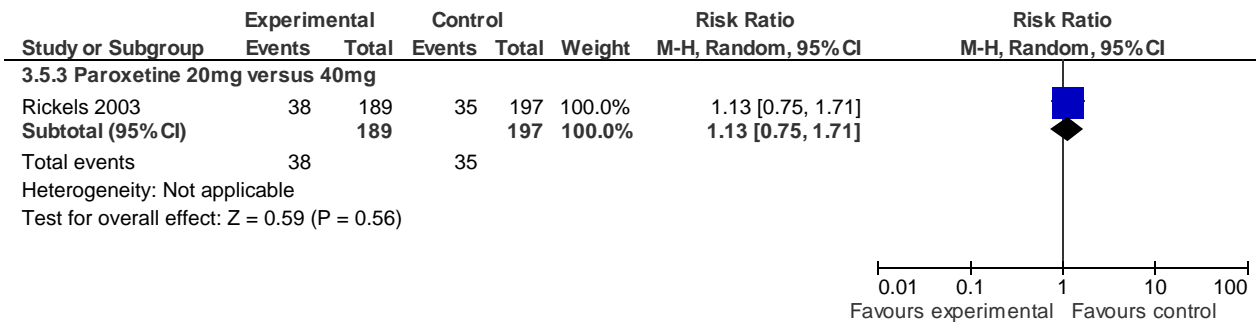 Experimental Control Risk Ratio Risk Ratio
Study or Subgroup Events Total Events Total Weight M-H, Random, 95% CI M-H, Random, 95% CI
3.5.3 Paroxetine 20mg versus 40mg
Rickels 2003 38 189 35 197 100.0% 1.13 [0.75, 1.71]
Subtotal (95% CI) 189 197 100.0% 1.13 [0.75, 1.71]
Total events 38 35
Heterogeneity: Not applicable
Test for overall effect: Z = 0.59 (P = 0.56)
0.01 0.1 1 10 100
Favours experimental Favours control